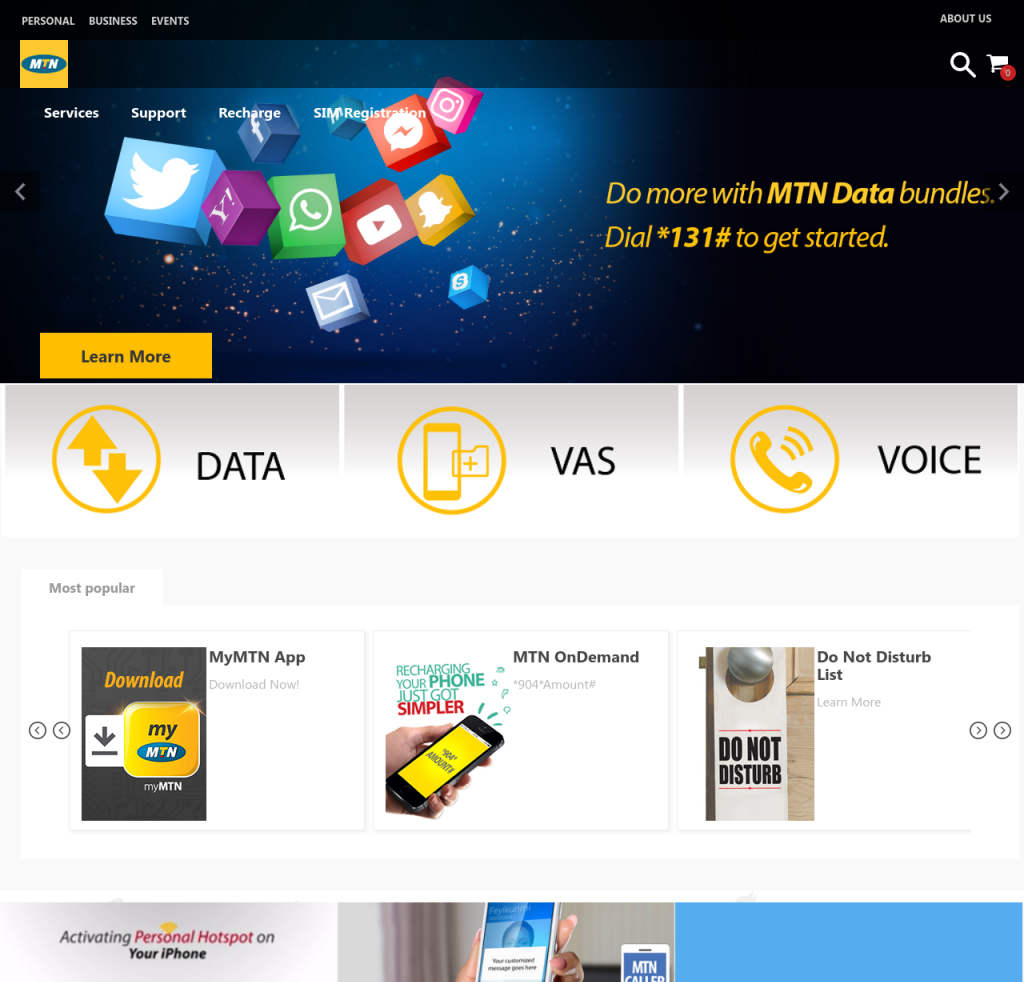 PERSONAL BUSINESS EVENTS
ABOUT US
MTN
0
Services Support Recharge SIM Registration
Do more with MTN Data bundles.
Dial *131# to get started.
Learn More
DATA
VAS
VOICE
Most popular
Download
my
MTN
myMTN
MyMTN App
Download Now!
RECHARGING
YOUR PHONE
JUST GOT
SIMPLER
*904*
AMOUNT#
MTN OnDemand
*904*Amount#
DO NOT
DISTURB
Do Not Disturb
List
Learn More
Activating Personal Hotspot on
Your iPhone
Feyikunmi
Your customized
message goes here
MTN
CALLER